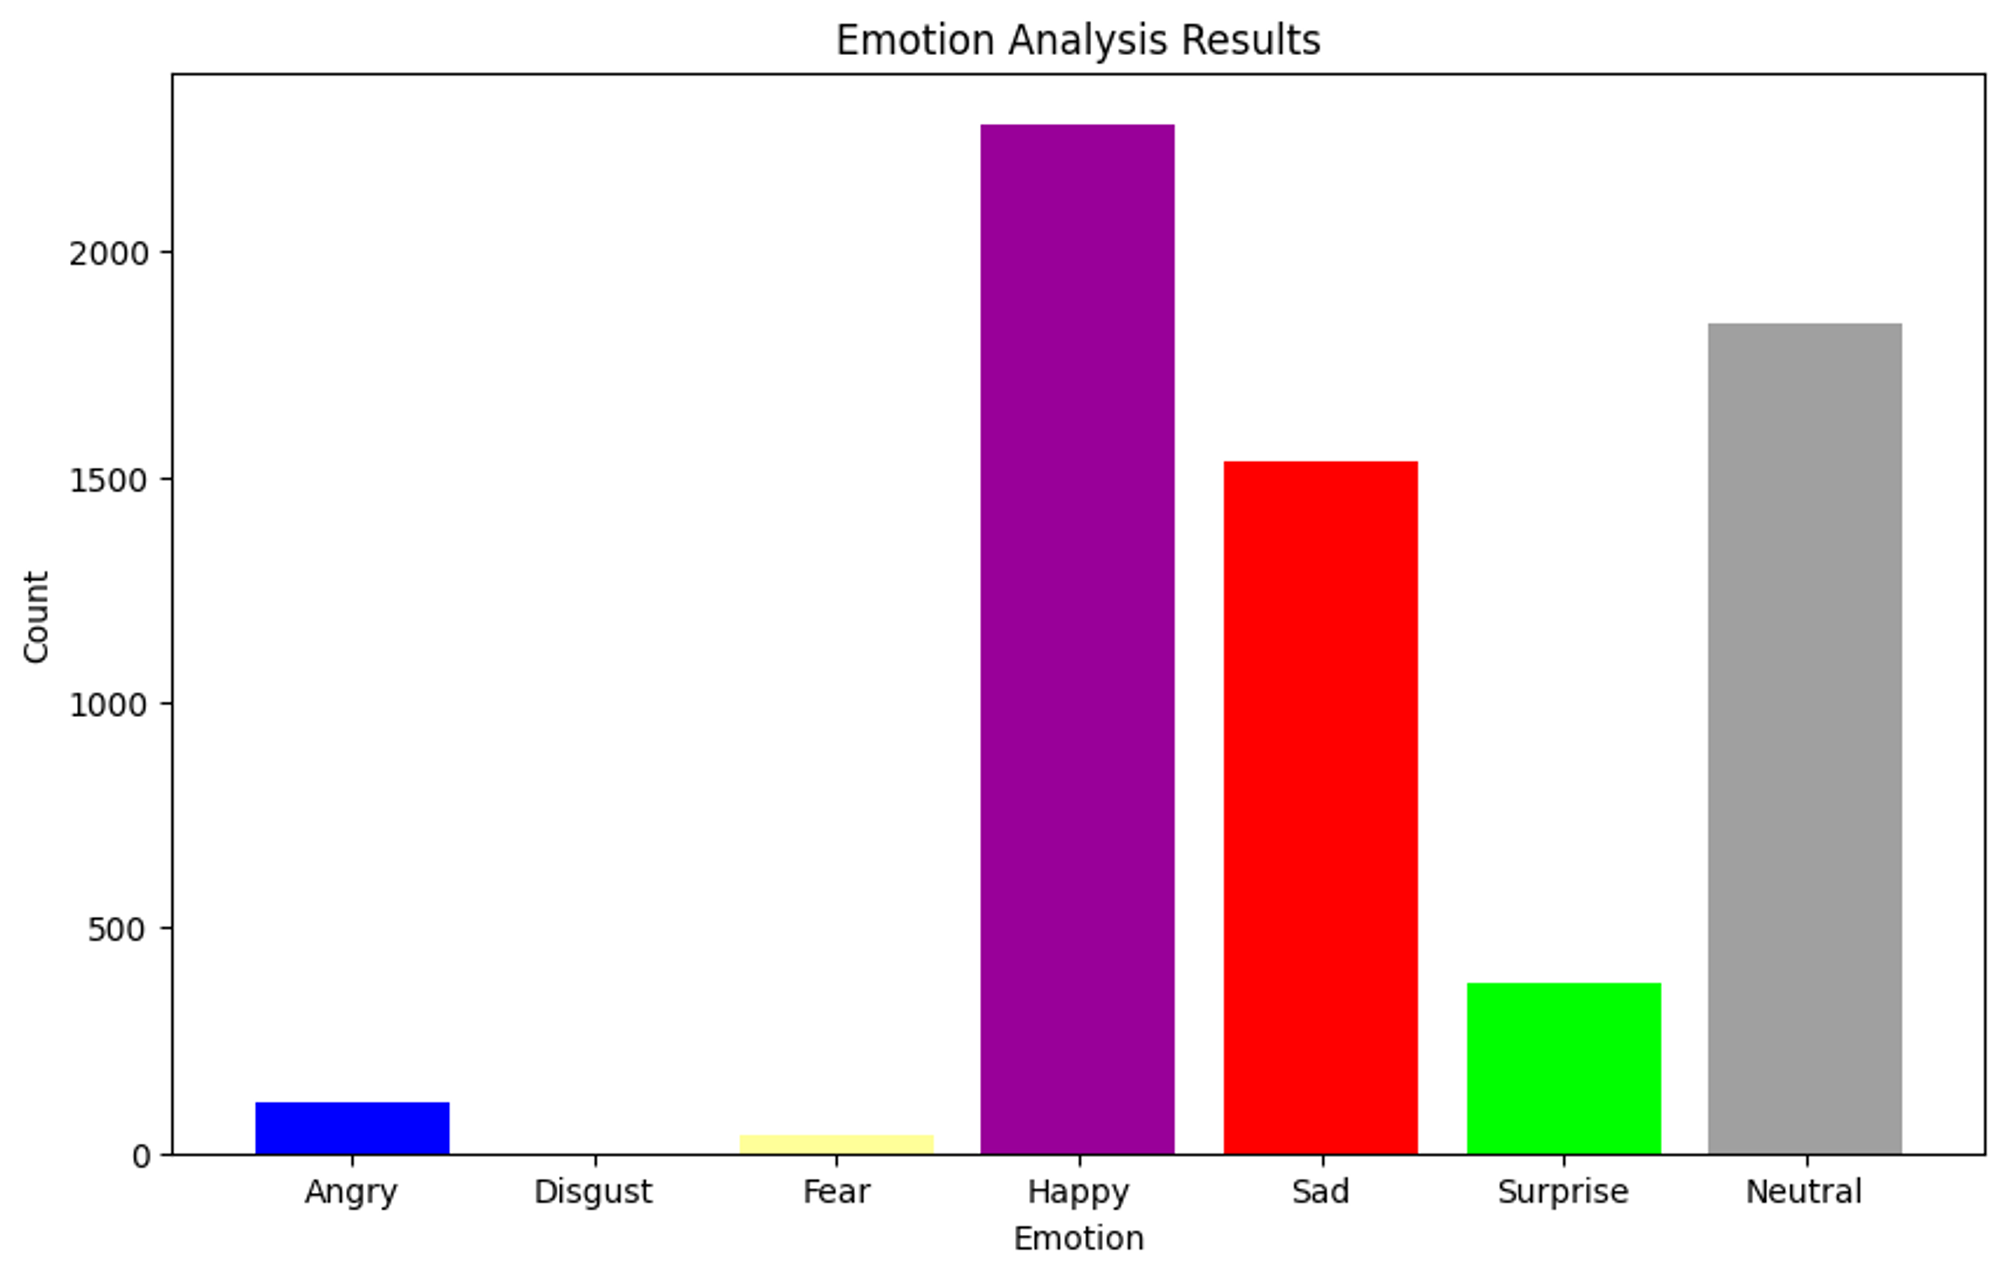 Emotion Analysis Results
2000
1500
1000
500
0
Count
Angry Disgust Fear Happy Sad Surprise Neutral
Emotion